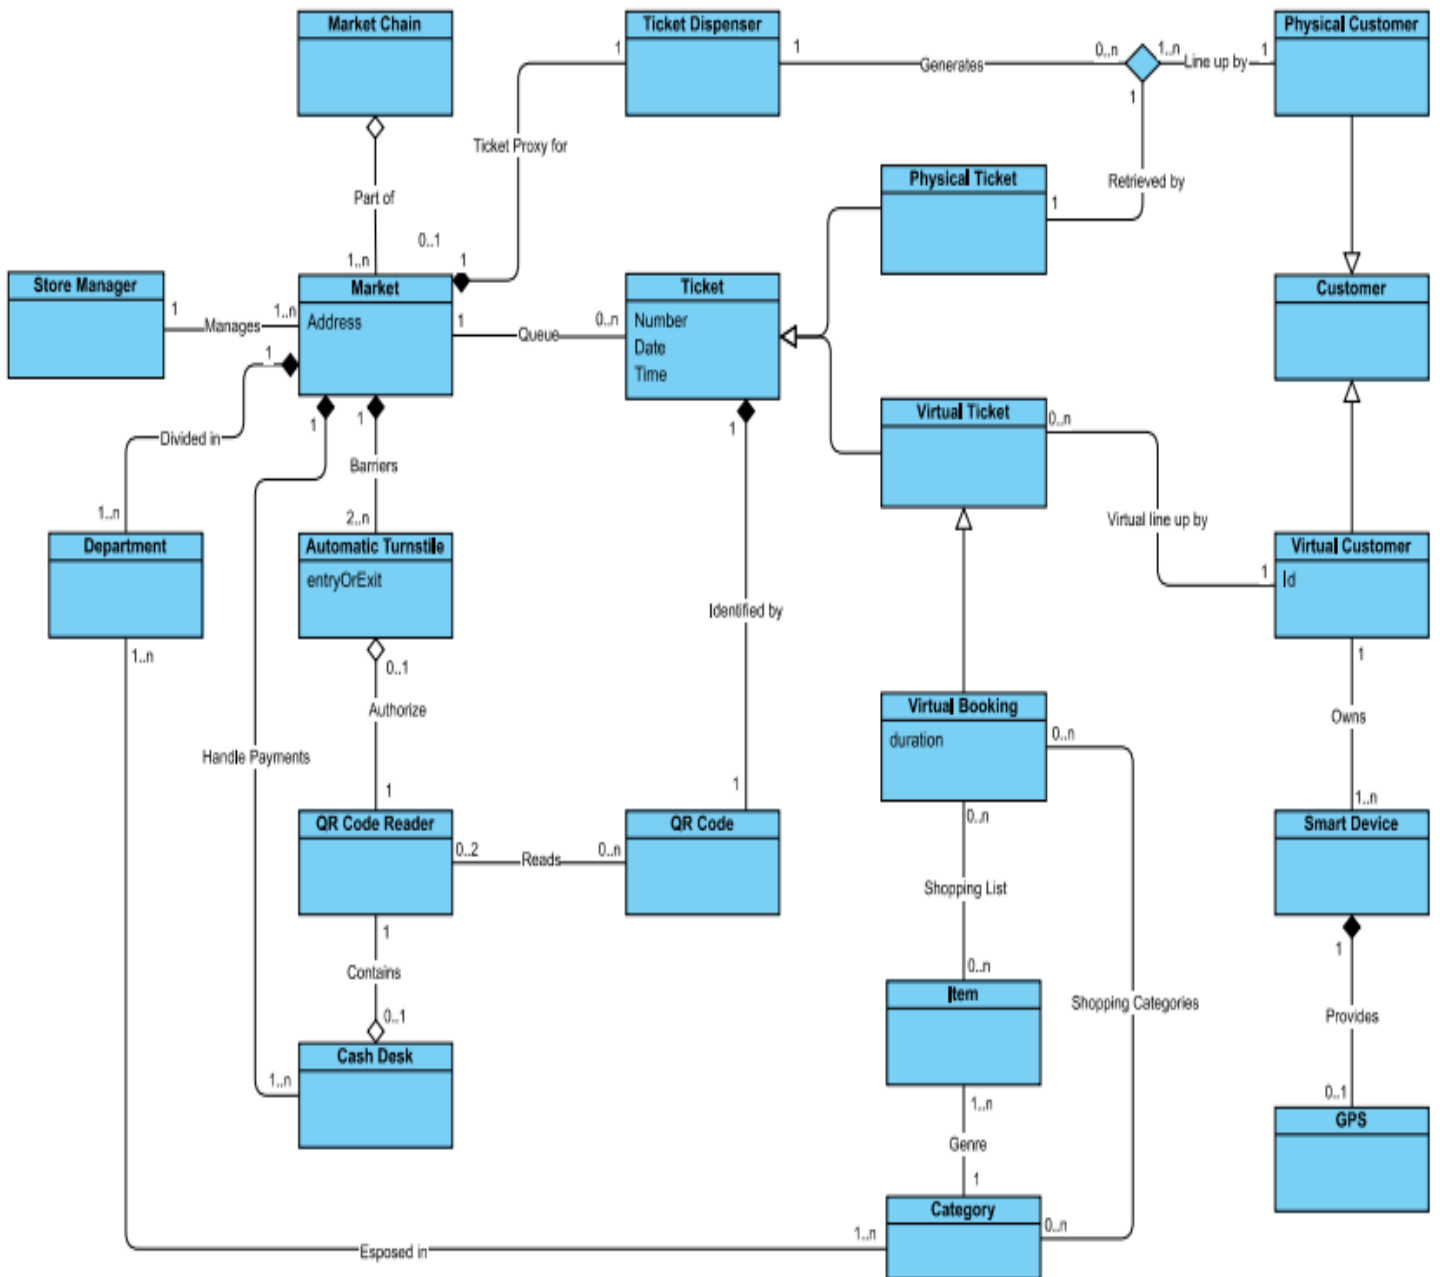 Market Chain
Ticket Dispenser
Physical Customer
1
1
Generates
0..n
1..n
Line up by
1
1
Ticket Proxy for
Physical Ticket
Retrieved by
1
Part of
0..1
1..n
1
Store Manager
Market
Ticket
Customer
1
Manages
1..n
Address
1
Queue
0..n
Number
Date
Time
1
1
1
1
Virtual Ticket
0..n
Divided in
Barriers
1..n
2..n
Virtual line up by
Department
Automatic Turnstile
Virtual Customer
entryOrExit
1
Id
Identified by
1..n
0..1
1
Authorize
Virtual Booking
Owns
duration
0..n
Handle Payments
1
1
1..n
QR Code Reader
QR Code
0..n
Smart Device
0..2
Reads
0..n
Shopping List
1
1
Contains
0..n
Item
Shopping Categories
0..1
Provides
Cash Desk
1..n
1..n
0..1
GPS
Genre
1
Category
1..n
0..n
Esposed in